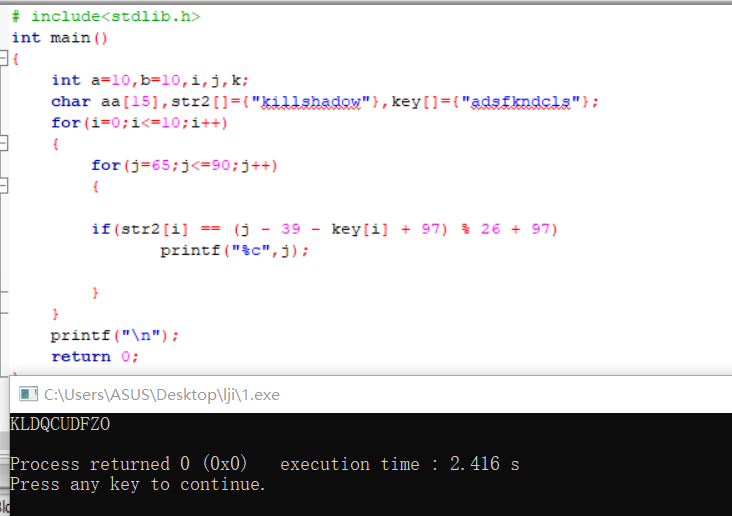 # include<stdlib.h>
int main()
{
int a=10,b=10,i,j,k;
char aa[15],str2[]={"killshadow"},key[]={"adsfkndcls"};
for(i=0;i<=10;i++)
{
for(j=65;j<=90;j++)
{
if(str2[i] == (j - 39 - key[i] + 97) % 26 + 97)
printf("%c",j);
}
}
printf("\n");
return 0;
C:\Users\ASUS\Desktop\lji\1.exe
KLDQCUDFZO
Process returned 0 (0x0)   execution time : 2.416 s
Press any key to continue.